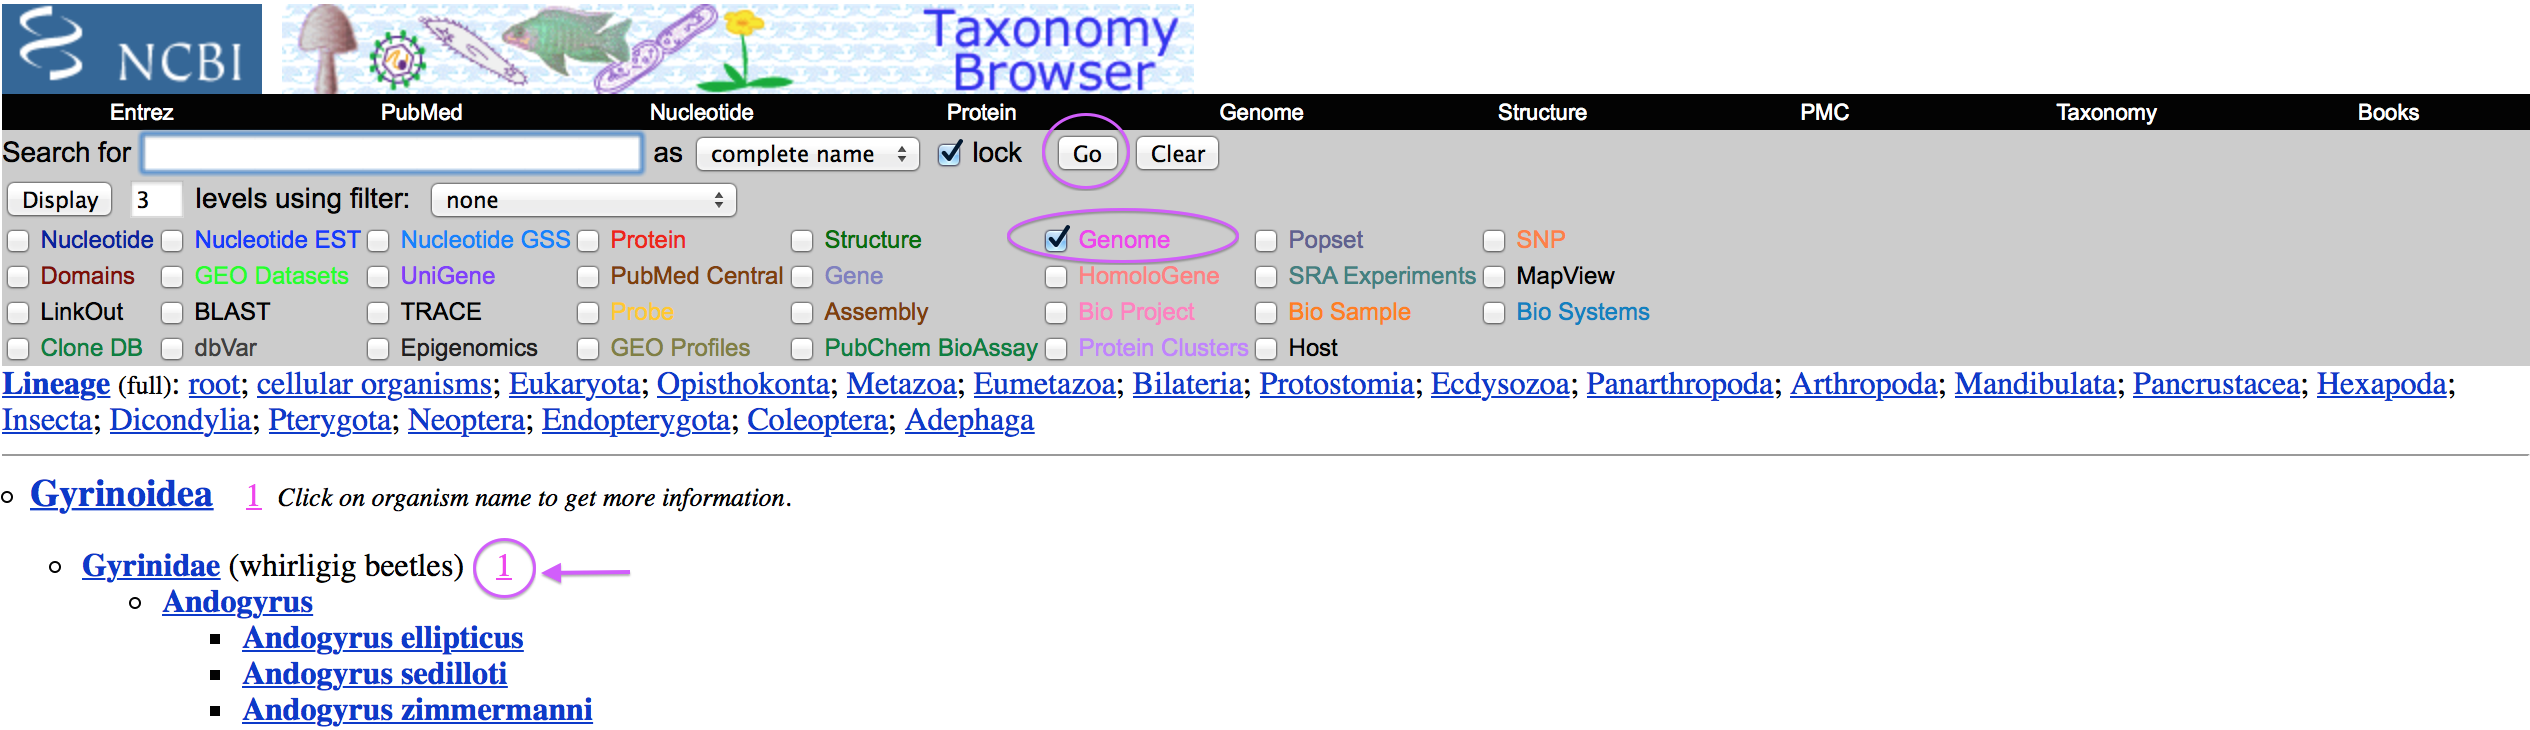 NCBI
Taxonomy
Browser
Entrez PubMed Nucleotide Protein Genome Structure PMC Taxonomy Books
Search for as complete name lock Go Clear
Display 3 levels using filter: none
Nucleotide Nucleotide EST Nucleotide GSS Protein Structure Genome Popset SNP
Domains GEO Datasets UniGene PubMed Central Gene HomoloGene SRA Experiments MapView
LinkOut BLAST TRACE Probe Assembly Bio Project Bio Sample Bio Systems
Clone DB dbVar Epigenomics GEO Profiles PubChem BioAssay Protein Clusters Host
Lineage (full): root; cellular organisms; Eukaryota; Opisthokonta; Metazoa; Eumetazoa; Bilateria; Protostomia; Ecdysozoa; Panarthropoda; Arthropoda; Mandibulata; Pancrustacea; Hexapoda;
Insecta; Dicondylia; Pterygota; Neoptera; Endopterygota; Coleoptera; Adephaga
Gyrinoidea 1 Click on organism name to get more information.
Gyrinidae (whirligig beetles) 1
Andogyrus
Andogyrus ellipticus
Andogyrus sedilloti
Andogyrus zimmermanni